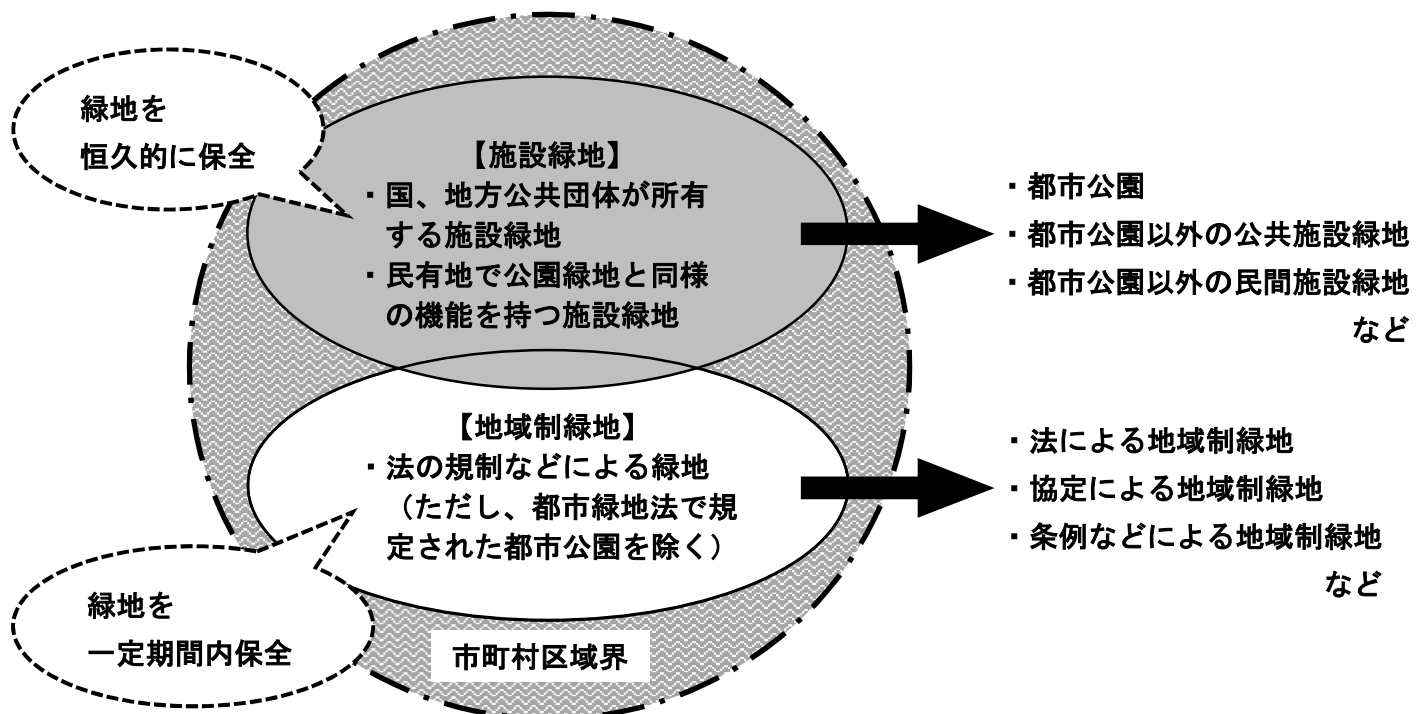 緑地を
恒久的に保全
【施設緑地】
・国、地方公共団体が所有
する施設緑地
・民有地で公園緑地と同様
の機能を持つ施設緑地
・都市公園
・都市公園以外の公共施設緑地
・都市公園以外の民間施設緑地
など
【地域制緑地】
・法の規制などによる緑地
（ただし、都市緑地法で規
定された都市公園を除く）
・法による地域制緑地
・協定による地域制緑地
・条例などによる地域制緑地
など
緑地を
一定期間内保全
市町村区域界